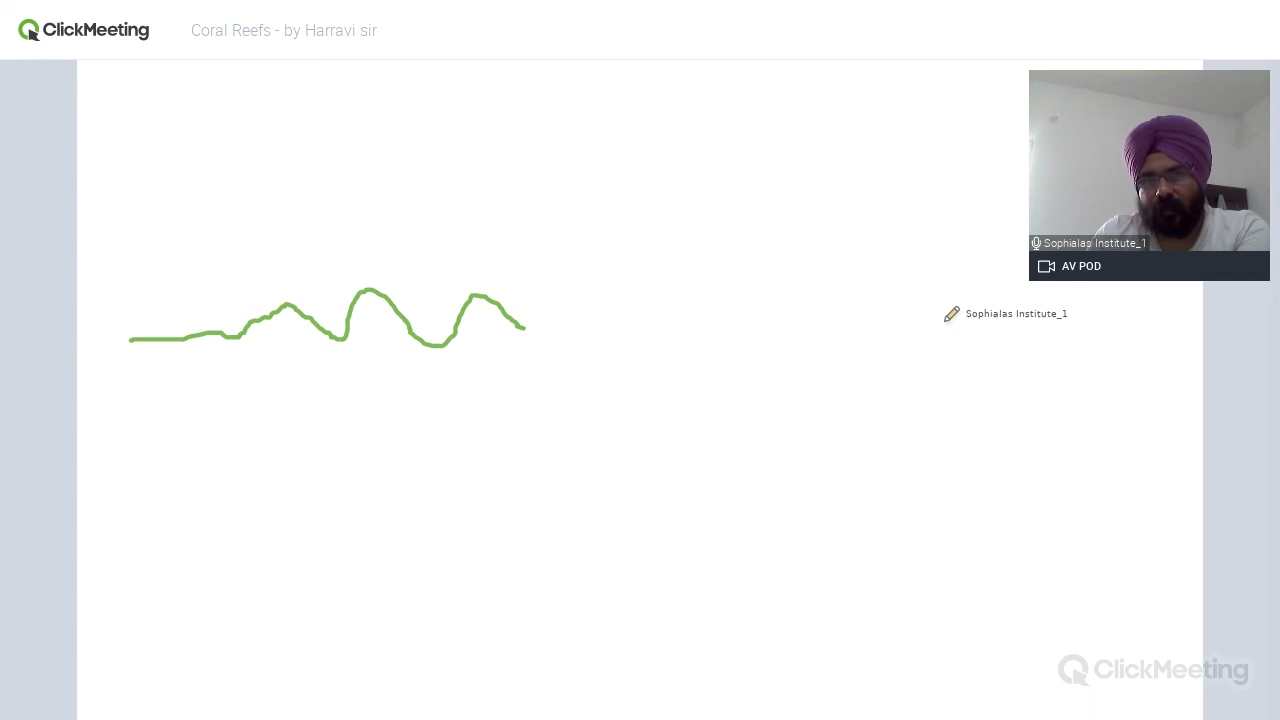 ClickMeeting
Coral Reefs - by Harravi sir
Sophialas Institute_1
AV POD
Sophialas Institute_1
ClickMeeting